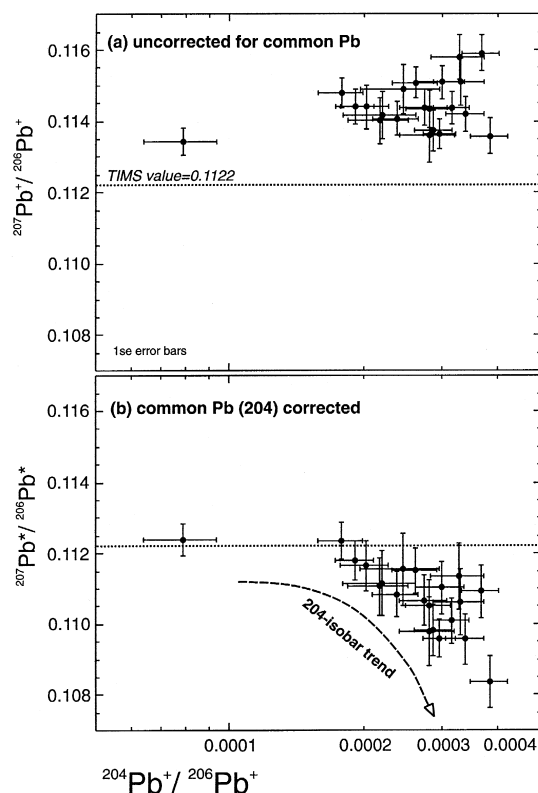 (a) uncorrected for common Pb
0.116
0.114
0.112
0.110
0.108
²⁰⁷Pb⁺/ ²⁰⁶Pb⁺
TIMS value=0.1122
1se error bars
(b) common Pb (204) corrected
0.116
0.114
0.112
0.110
0.108
²⁰⁷Pb*/ ²⁰⁶Pb*
204-isobar trend
0.0001 0.0002 0.0003 0.0004
²⁰⁴Pb⁺/ ²⁰⁶Pb⁺